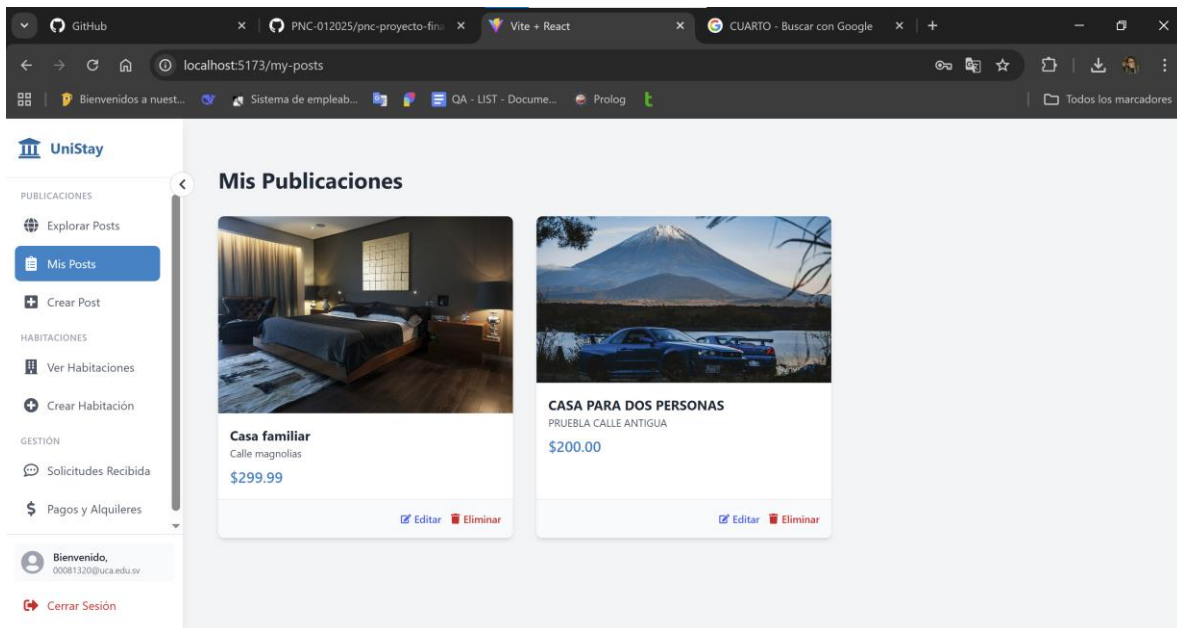 GitHub
PNC-012025/pnc-proyecto-fina
Vite + React
CUARTO - Buscar con Google
localhost:5173/my-posts
Bienvenidos a nuest...
Sistema de empleab...
QA - LIST - Docume...
Prolog
Todos los marcadores
UniStay
PUBLICACIONES
Explorar Posts
Mis Posts
Crear Post
HABITACIONES
Ver Habitaciones
Crear Habitación
GESTIÓN
Solicitudes Recibida
Pagos y Alquileres
Bienvenido,
00081320@uca.edu.sv
Cerrar Sesión
Mis Publicaciones
Casa familiar
Calle magnolias
$299.99
Editar Eliminar
CASA PARA DOS PERSONAS
PRUEBLA CALLE ANTIGUA
$200.00
Editar Eliminar